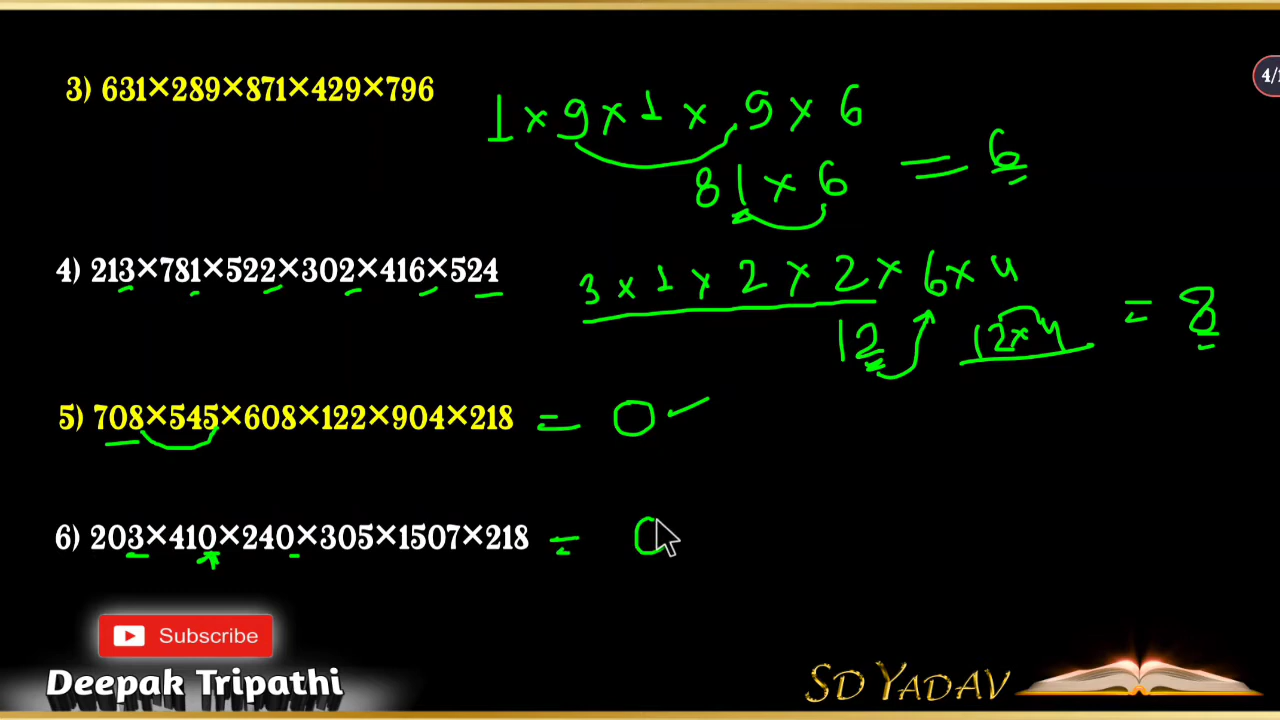 4/1
3) 631×289×871×429×796
1 × 9 × 1 × 9 × 6
81 × 6 = 6
4) 213×781×522×302×416×524
3 × 1 × 2 × 2 × 6 × 4
12 12×4 = 8
5) 708×545×608×122×904×218 = 0
6) 203×410×240×305×1507×218 = 0
Subscribe
Deepak Tripathi
SD YADAV